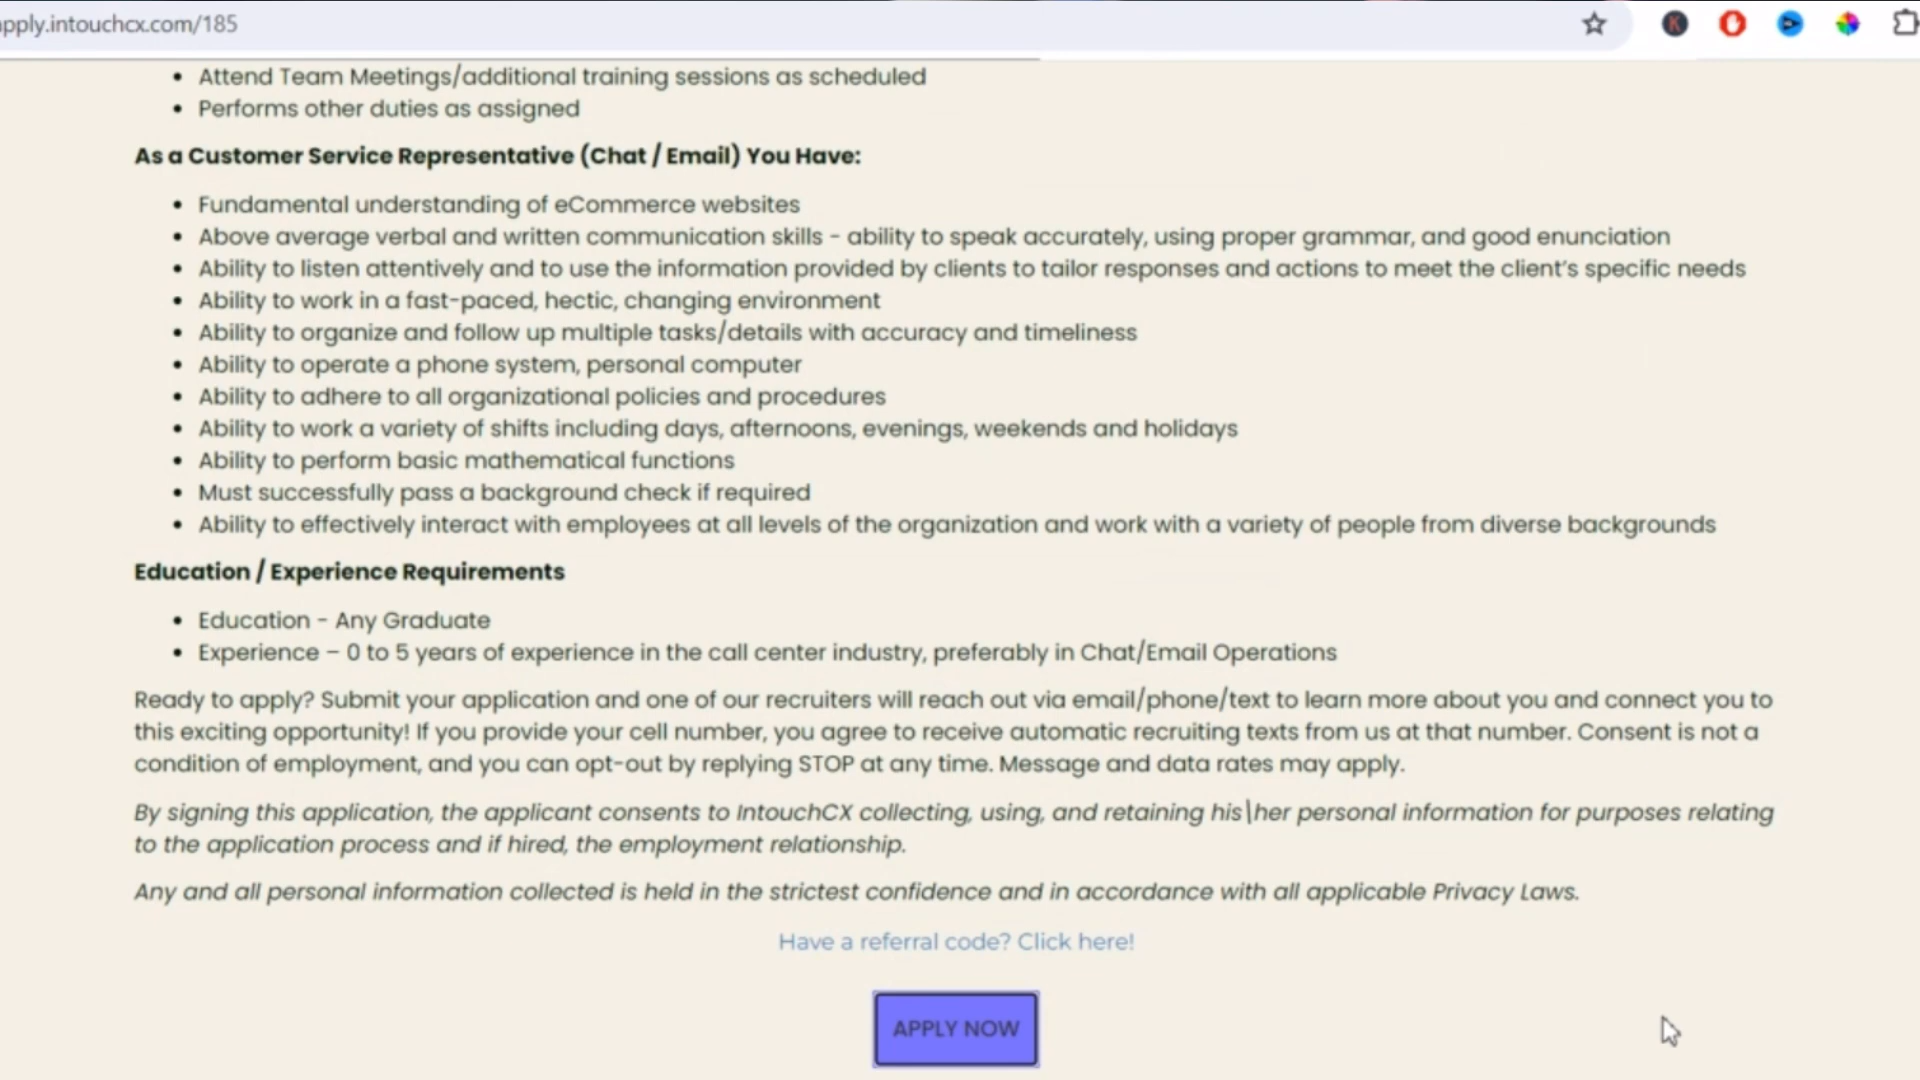 apply.intouchcx.com/185
Attend Team Meetings/additional training sessions as scheduled
Performs other duties as assigned
As a Customer Service Representative (Chat / Email) You Have:
Fundamental understanding of eCommerce websites
Above average verbal and written communication skills - ability to speak accurately, using proper grammar, and good enunciation
Ability to listen attentively and to use the information provided by clients to tailor responses and actions to meet the client's specific needs
Ability to work in a fast-paced, hectic, changing environment
Ability to organize and follow up multiple tasks/details with accuracy and timeliness
Ability to operate a phone system, personal computer
Ability to adhere to all organizational policies and procedures
Ability to work a variety of shifts including days, afternoons, evenings, weekends and holidays
Ability to perform basic mathematical functions
Must successfully pass a background check if required
Ability to effectively interact with employees at all levels of the organization and work with a variety of people from diverse backgrounds
Education / Experience Requirements
Education - Any Graduate
Experience – 0 to 5 years of experience in the call center industry, preferably in Chat/Email Operations
Ready to apply? Submit your application and one of our recruiters will reach out via email/phone/text to learn more about you and connect you to
this exciting opportunity! If you provide your cell number, you agree to receive automatic recruiting texts from us at that number. Consent is not a
condition of employment, and you can opt-out by replying STOP at any time. Message and data rates may apply.
By signing this application, the applicant consents to IntouchCX collecting, using, and retaining his\her personal information for purposes relating
to the application process and if hired, the employment relationship.
Any and all personal information collected is held in the strictest confidence and in accordance with all applicable Privacy Laws.
Have a referral code? Click here!
APPLY NOW